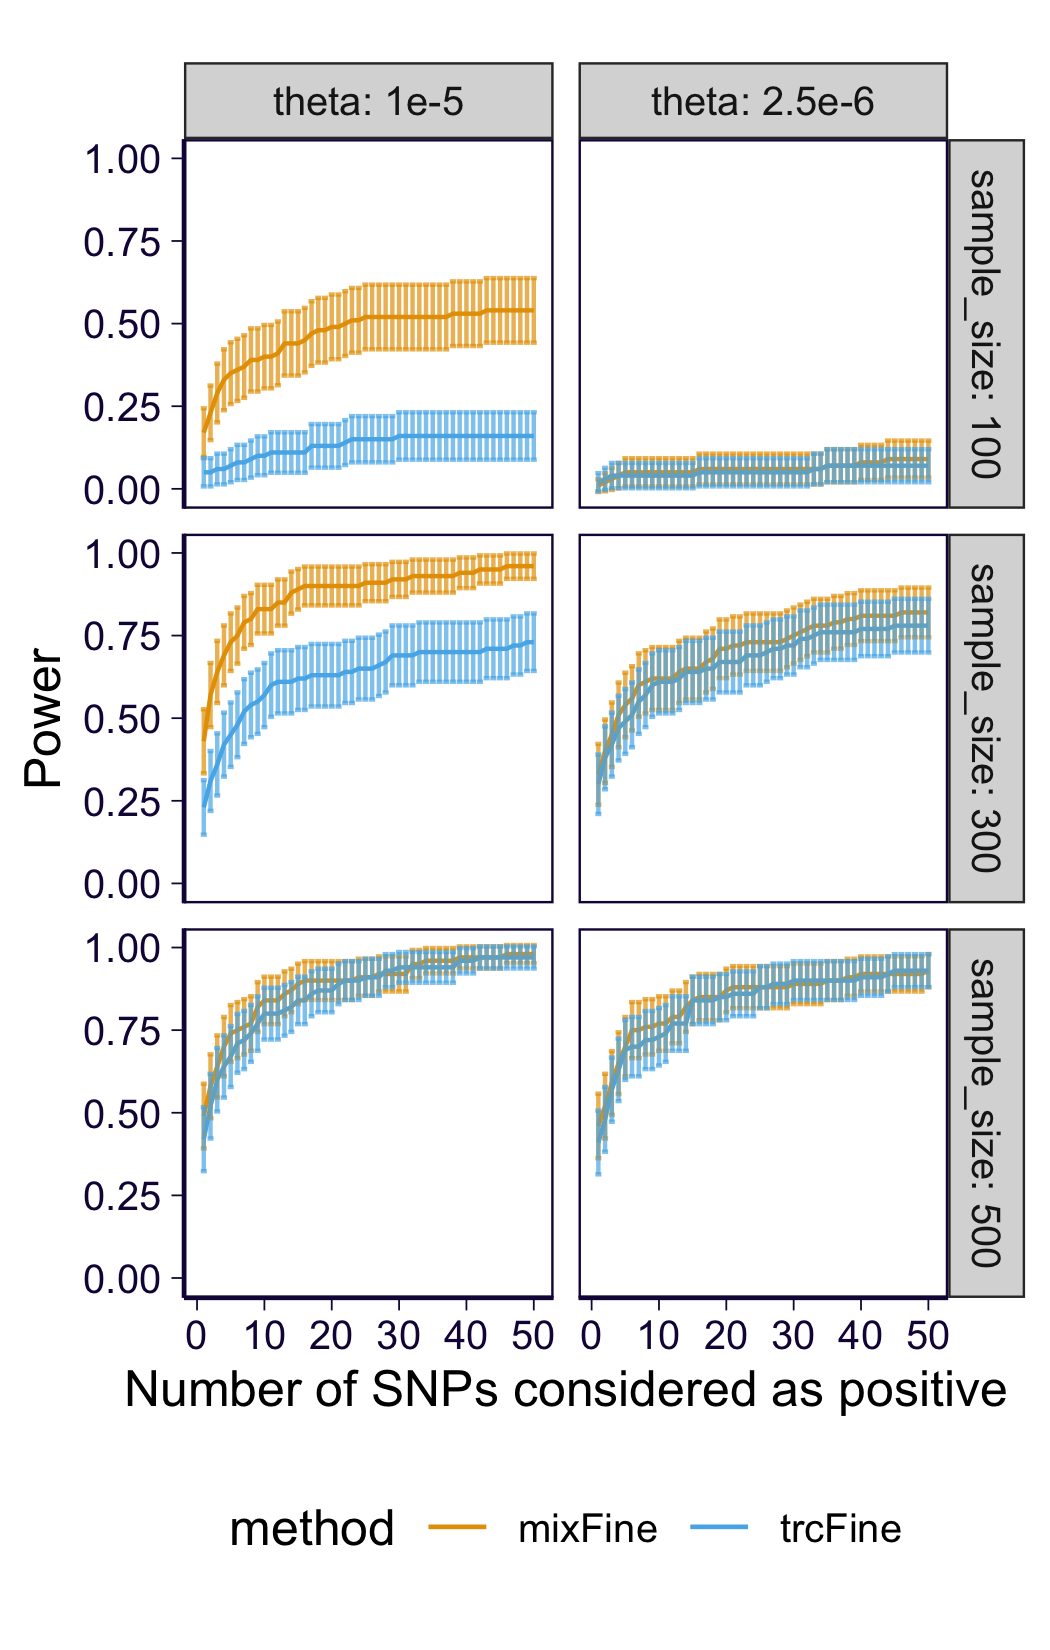 theta: 1e-5
theta: 2.5e-6
1.00
0.75
0.50
0.25
0.00
sample_size: 100
1.00
0.75
0.50
0.25
0.00
sample_size: 300
Power
1.00
0.75
0.50
0.25
0.00
sample_size: 500
0 10 20 30 40 50
0 10 20 30 40 50
Number of SNPs considered as positive
method mixFine trcFine